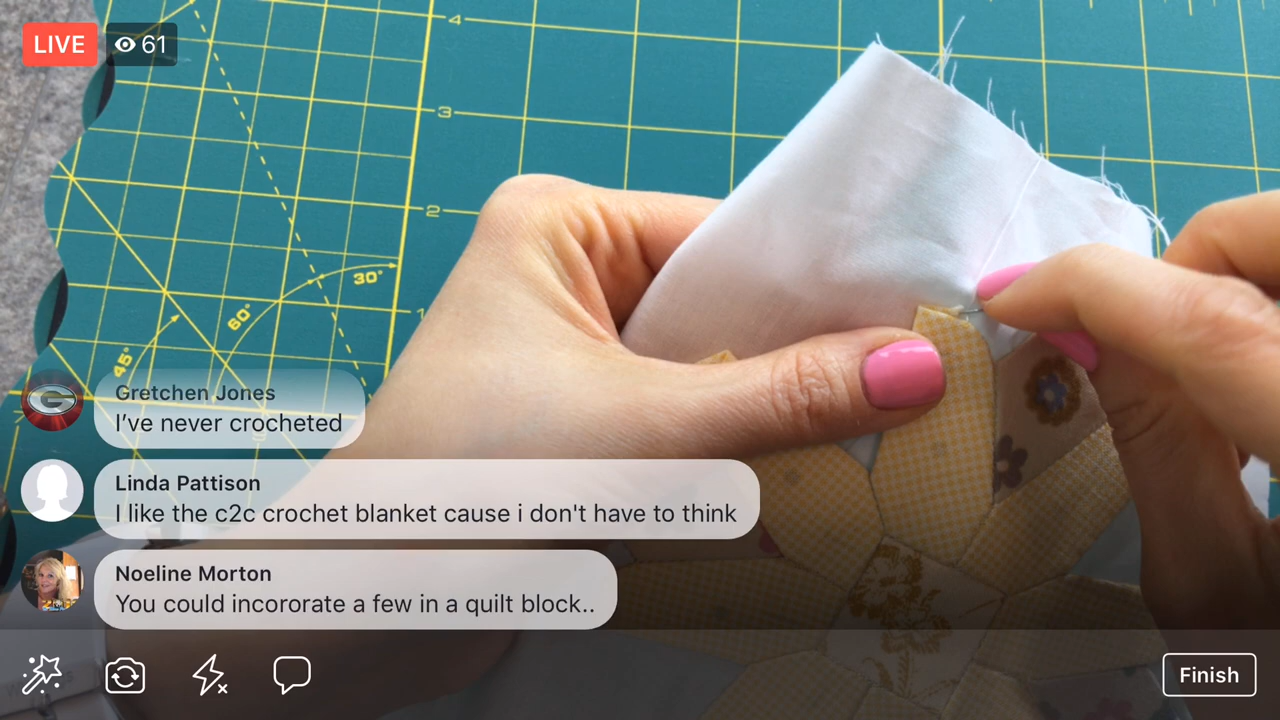 LIVE
61
4
3
2
1
30°
60°
45°
Gretchen Jones
I’ve never crocheted
Linda Pattison
I like the c2c crochet blanket cause i don't have to think
Noeline Morton
You could incororate a few in a quilt block..
Finish